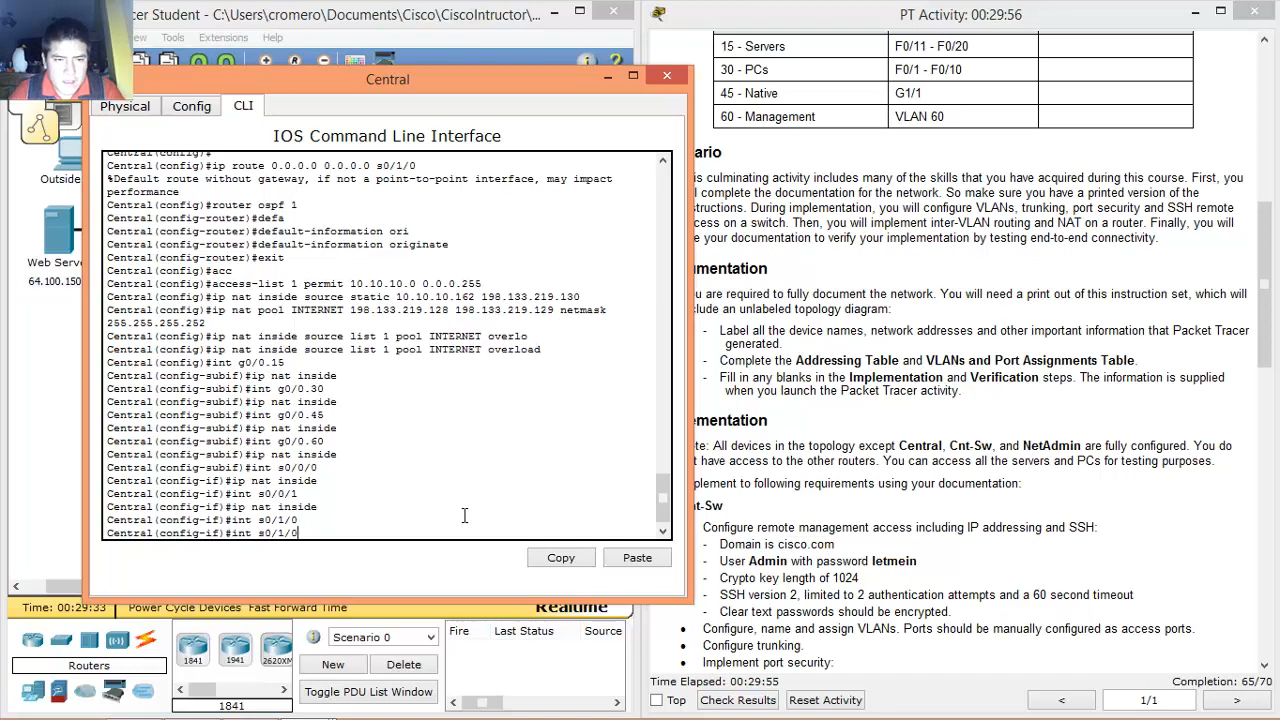 cer Student - C:\Users\cromero\Documents\Cisco\CiscoIntructor\...
Tools
Extensions
Central
Physical
Config
CLI
IOS Command Line Interface
Central(config)#ip route 0.0.0.0 0.0.0.0 s0/1/0
%Default route without gateway, if not a point-to-point interface, may impact
performance
Central(config)#router ospf 1
Central(config-router)#defa
Central(config-router)#default-information ori
Central(config-router)#default-information originate
Central(config-router)#exit
Central(config)#acc
Central(config)#access-list 1 permit 10.10.10.0 0.0.0.255
Central(config)#ip nat inside source static 10.10.10.162 198.133.219.130
Central(config)#ip nat pool INTERNET 198.133.219.128 198.133.219.129 netmask
255.255.255.252
Central(config)#ip nat inside source list 1 pool INTERNET overlo
Central(config)#ip nat inside source list 1 pool INTERNET overload
Central(config)#int g0/0.15
Central(config-subif)#ip nat inside
Central(config-subif)#int g0/0.30
Central(config-subif)#ip nat inside
Central(config-subif)#int g0/0.45
Central(config-subif)#ip nat inside
Central(config-subif)#int g0/0.60
Central(config-subif)#ip nat inside
Central(config-subif)#int s0/0/0
Central(config-if)#ip nat inside
Central(config-if)#int s0/0/1
Central(config-if)#ip nat inside
Central(config-if)#int s0/1/0
Central(config-if)#int s0/1/0
Copy
Paste
Outside
Web Serve
64.100.150
Time: 00:29:33
Power Cycle Devices Fast Forward Time
Realtime
Routers
1841
1941
2620XM
1841
Scenario 0
New
Delete
Toggle PDU List Window
Fire
Last Status
Source
PT Activity: 00:29:56
15 - Servers
F0/11 - F0/20
30 - PCs
F0/1 - F0/10
45 - Native
G1/1
60 - Management
VLAN 60
ario
is culminating activity includes many of the skills that you have acquired during this course. First, you
ll complete the documentation for the network. So make sure you have a printed version of the
structions. During implementation, you will configure VLANs, trunking, port security and SSH remote
cess on a switch. Then, you will implement inter-VLAN routing and NAT on a router. Finally, you will
e your documentation to verify your implementation by testing end-to-end connectivity.
umentation
u are required to fully document the network. You will need a print out of this instruction set, which will
clude an unlabeled topology diagram:
- Label all the device names, network addresses and other important information that Packet Tracer
generated.
- Complete the Addressing Table and VLANs and Port Assignments Table.
- Fill in any blanks in the Implementation and Verification steps. The information is supplied
when you launch the Packet Tracer activity.
ementation
te: All devices in the topology except Central, Cnt-Sw, and NetAdmin are fully configured. You do
t have access to the other routers. You can access all the servers and PCs for testing purposes.
plement to following requirements using your documentation:
nt-Sw
Configure remote management access including IP addressing and SSH:
- Domain is cisco.com
- User Admin with password letmein
- Crypto key length of 1024
- SSH version 2, limited to 2 authentication attempts and a 60 second timeout
- Clear text passwords should be encrypted.
• Configure, name and assign VLANs. Ports should be manually configured as access ports.
• Configure trunking.
• Implement port security:
Time Elapsed: 00:29:55
Completion: 65/70
Top
Check Results
Reset Activity
<
1/1
>